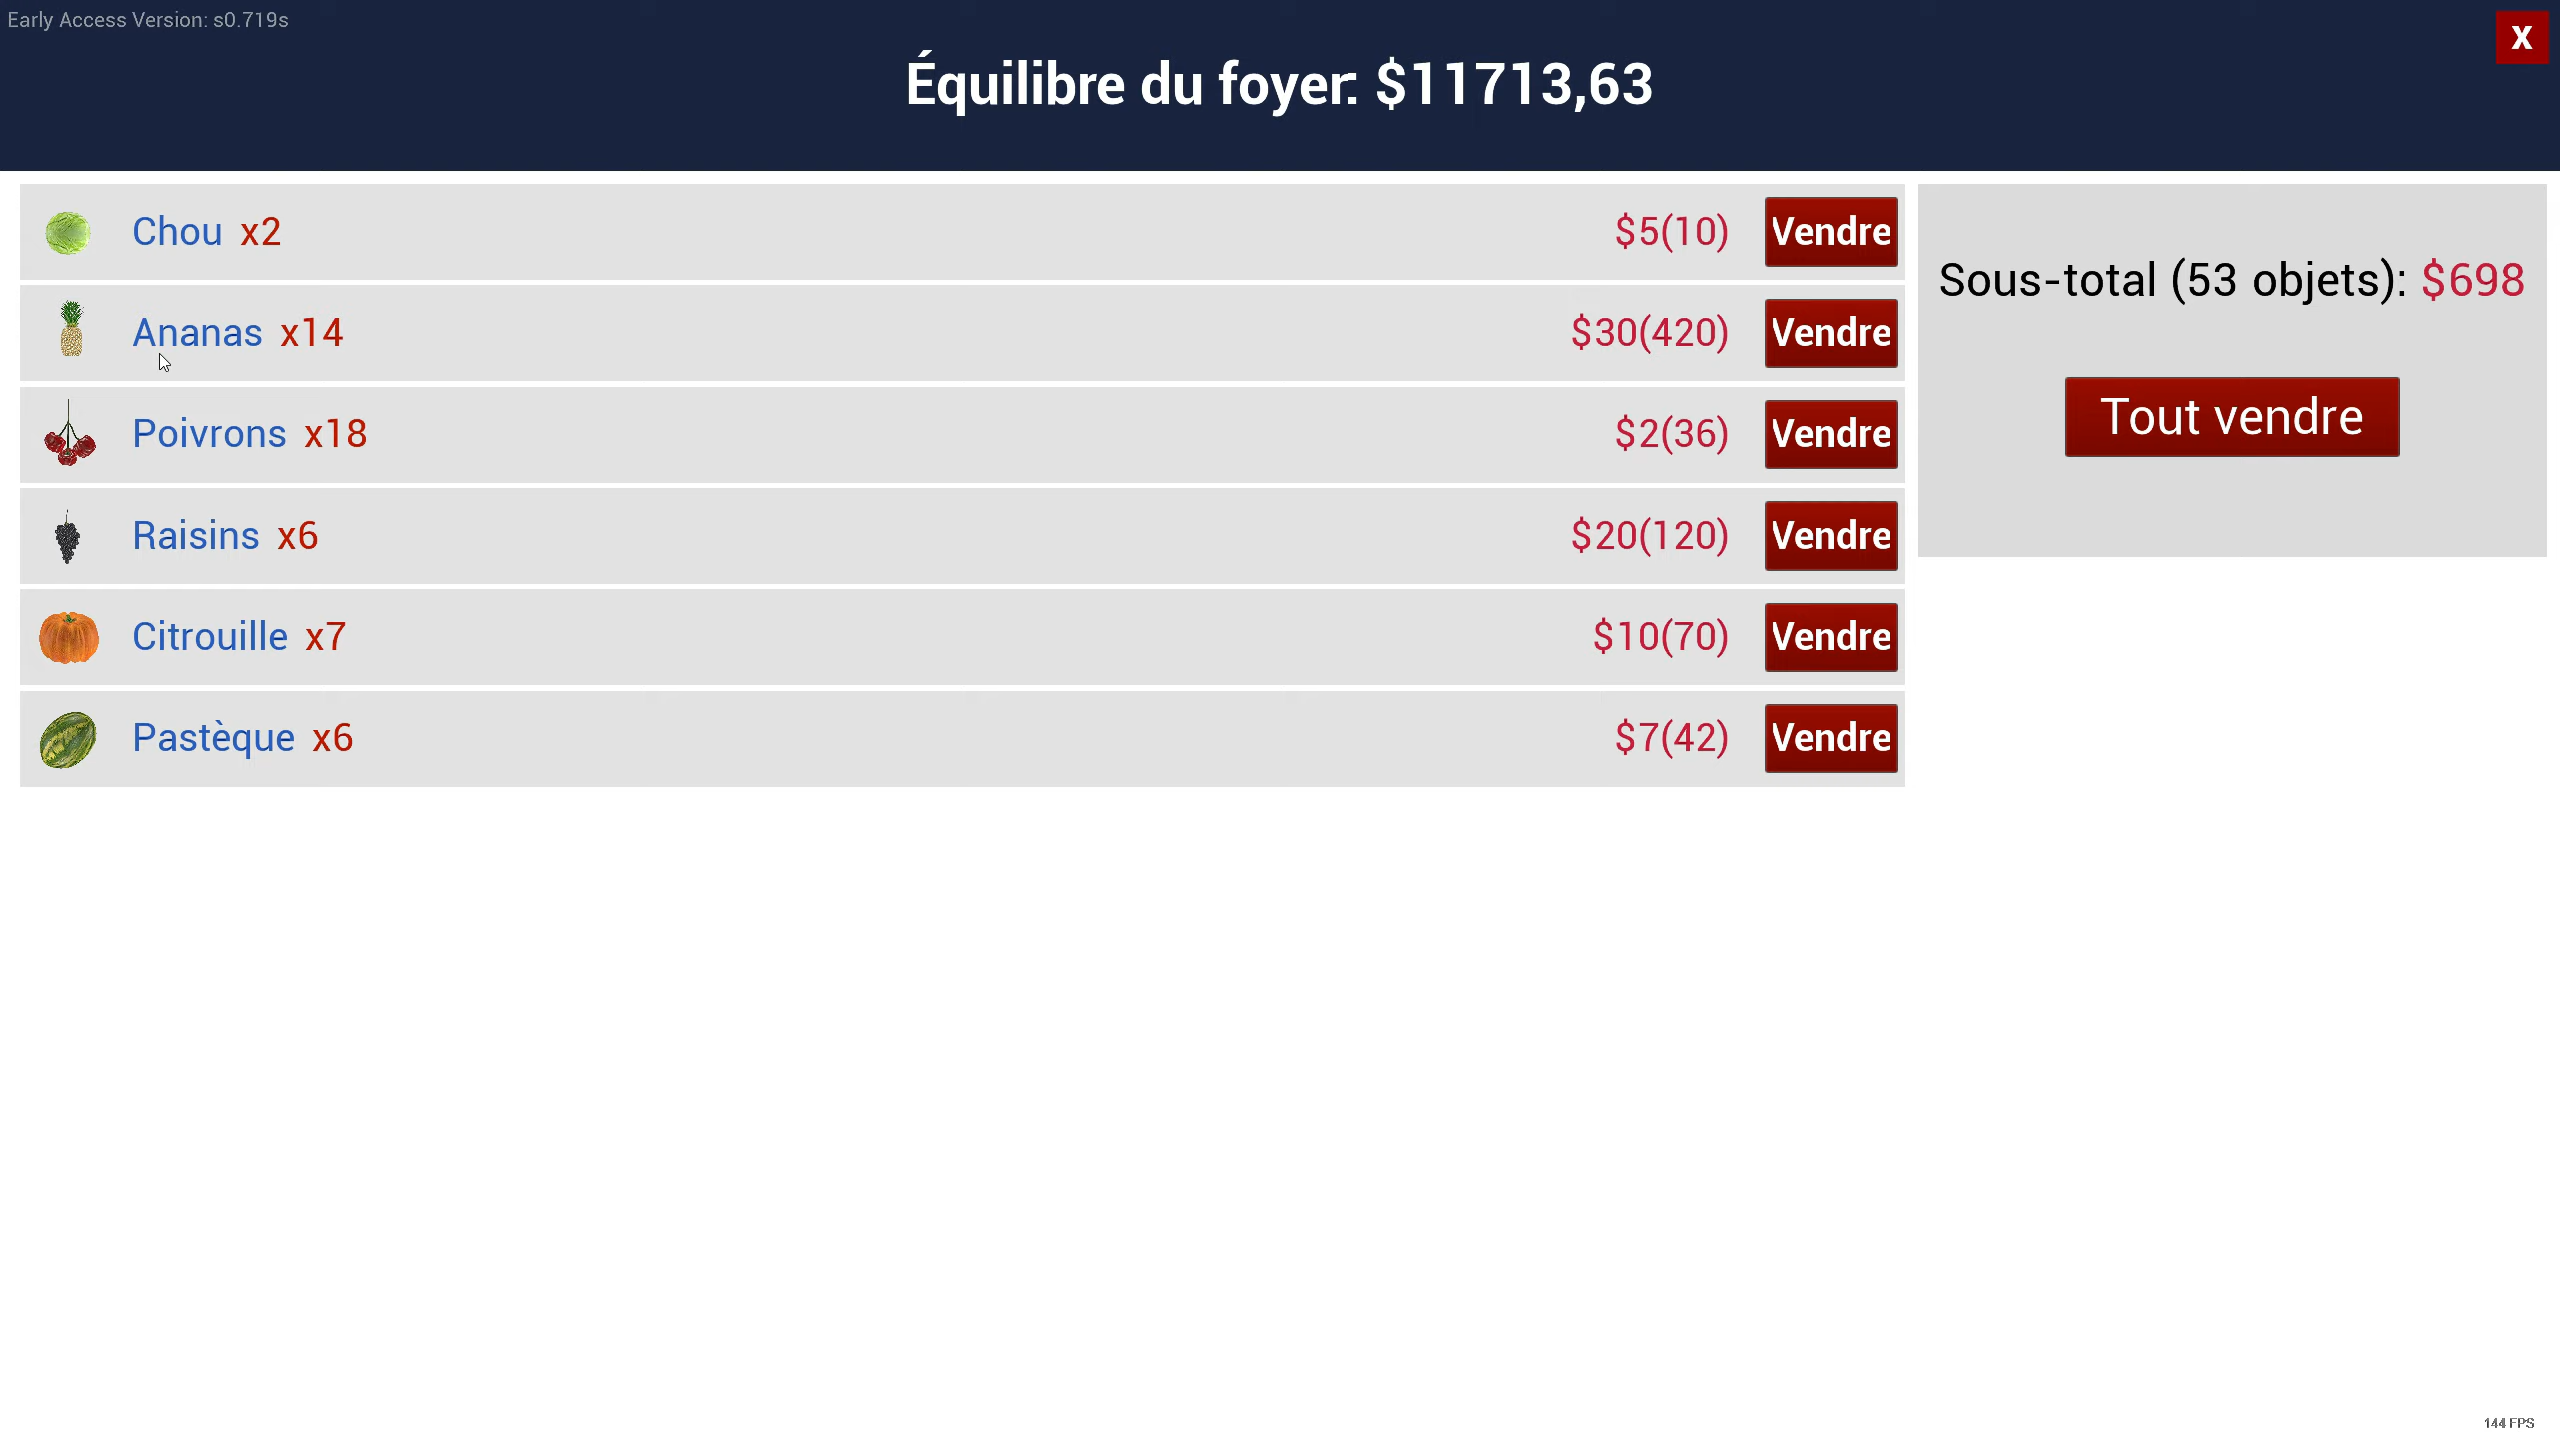 Early Access Version: s0.719s
X
Équilibre du foyer: $11713,63
Chou x2 $5(10) Vendre
Ananas x14 $30(420) Vendre
Poivrons x18 $2(36) Vendre
Raisins x6 $20(120) Vendre
Citrouille x7 $10(70) Vendre
Pastèque x6 $7(42) Vendre
Sous-total (53 objets): $698
Tout vendre
144 FPS